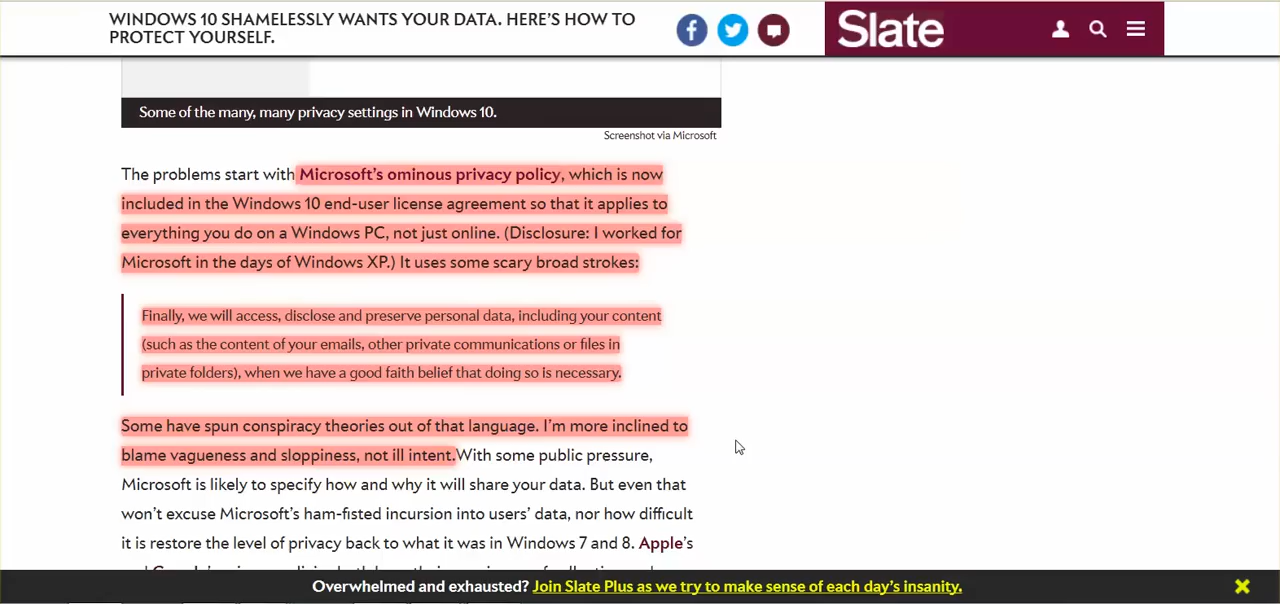 WINDOWS 10 SHAMELESSLY WANTS YOUR DATA. HERE'S HOW TO
PROTECT YOURSELF.
Slate
Some of the many, many privacy settings in Windows 10.
Screenshot via Microsoft
The problems start with Microsoft's ominous privacy policy, which is now
included in the Windows 10 end-user license agreement so that it applies to
everything you do on a Windows PC, not just online. (Disclosure: I worked for
Microsoft in the days of Windows XP.) It uses some scary broad strokes:
Finally, we will access, disclose and preserve personal data, including your content
(such as the content of your emails, other private communications or files in
private folders), when we have a good faith belief that doing so is necessary.
Some have spun conspiracy theories out of that language. I'm more inclined to
blame vagueness and sloppiness, not ill intent. With some public pressure,
Microsoft is likely to specify how and why it will share your data. But even that
won't excuse Microsoft's ham-fisted incursion into users' data, nor how difficult
it is restore the level of privacy back to what it was in Windows 7 and 8. Apple's
Overwhelmed and exhausted? Join Slate Plus as we try to make sense of each day's insanity.